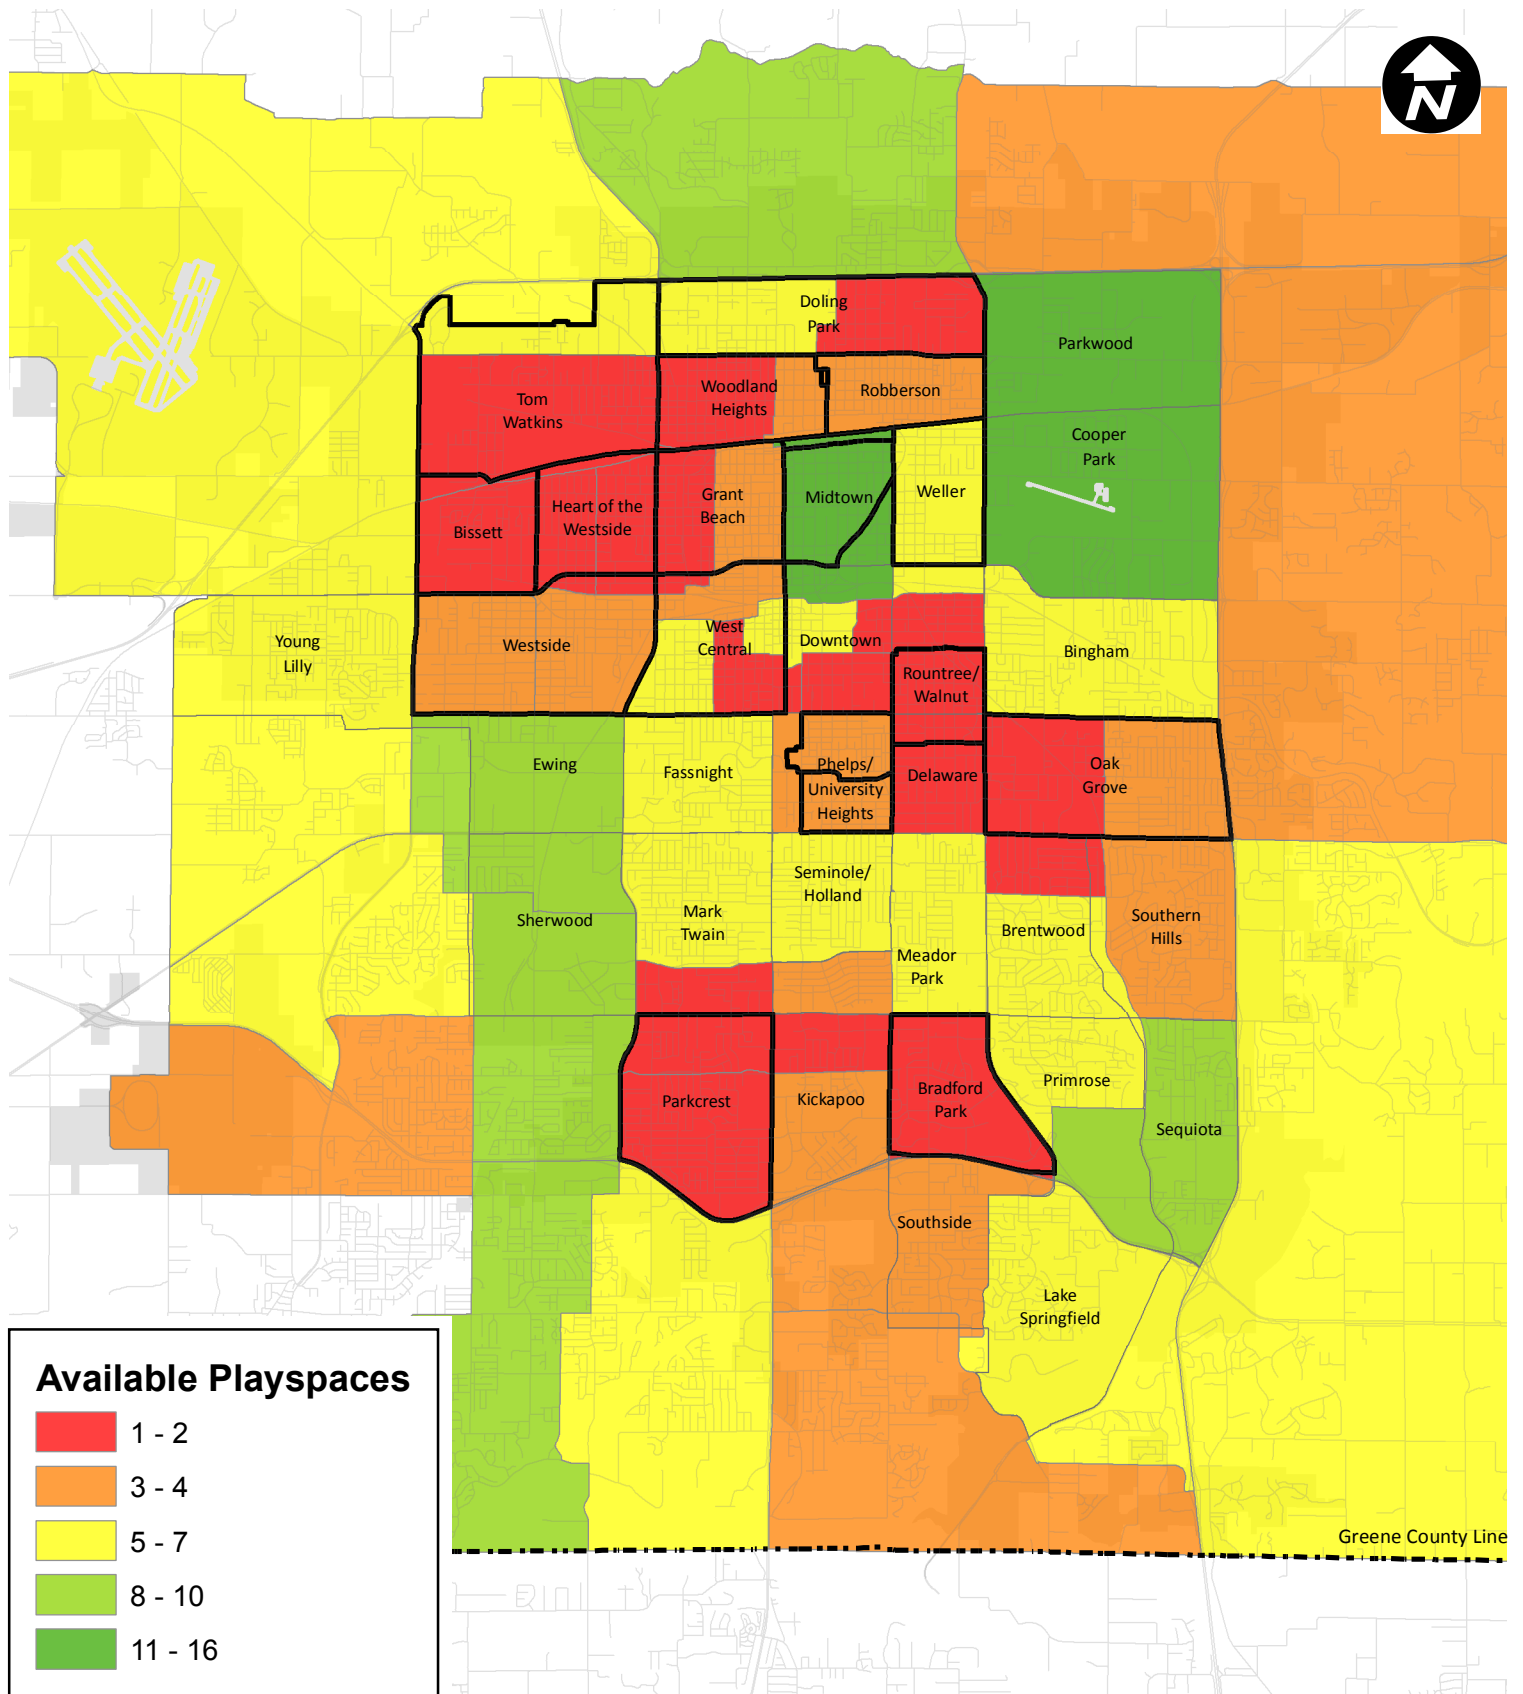 N
Doling
Park
Parkwood
Tom
Watkins
Woodland
Heights
Robberson
Cooper
Park
Bissett
Heart of the
Westside
Grant
Beach
Midtown
Weller
Young
Lilly
Westside
West
Central
Downtown
Bingham
Rountree/
Walnut
Ewing
Fassnight
Phelps/
University
Heights
Delaware
Oak
Grove
Seminole/
Holland
Sherwood
Mark
Twain
Meador
Park
Brentwood
Southern
Hills
Parkcrest
Kickapoo
Bradford
Park
Primrose
Sequiota
Southside
Lake
Springfield
Available Playspaces
1 - 2
3 - 4
5 - 7
8 - 10
11 - 16
Greene County Line